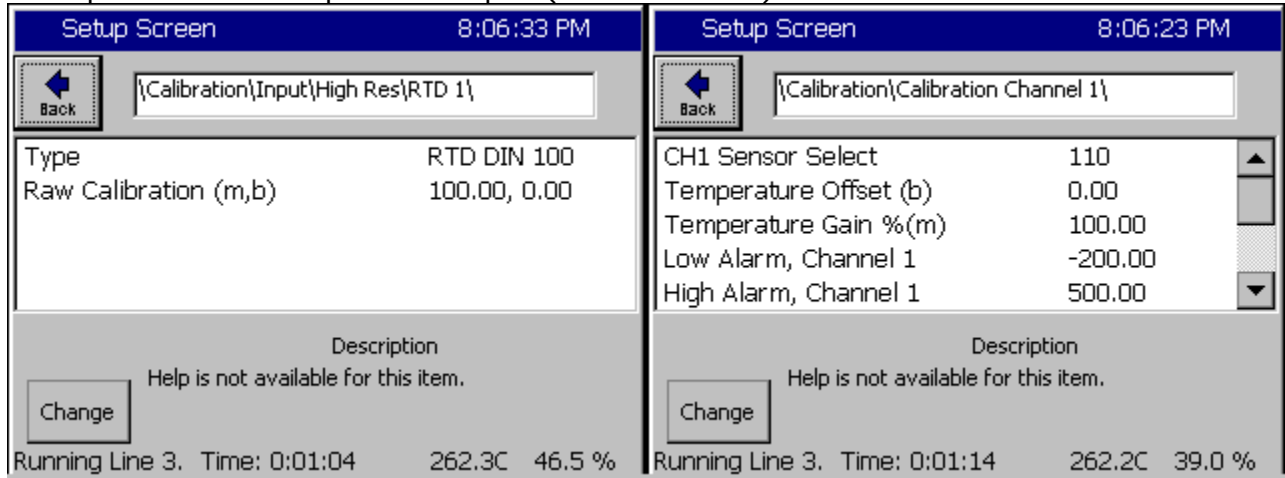 Setup Screen 8:06:33 PM
Back
\Calibration\Input\High Res\RTD 1\
Type RTD DIN 100
Raw Calibration (m,b) 100.00, 0.00
Description
Help is not available for this item.
Change
Running Line 3. Time: 0:01:04 262.3C 46.5 %
Setup Screen 8:06:23 PM
Back
\Calibration\Calibration Channel 1\
CH1 Sensor Select 110
Temperature Offset (b) 0.00
Temperature Gain %(m) 100.00
Low Alarm, Channel 1 -200.00
High Alarm, Channel 1 500.00
Description
Help is not available for this item.
Change
Running Line 3. Time: 0:01:14 262.2C 39.0 %